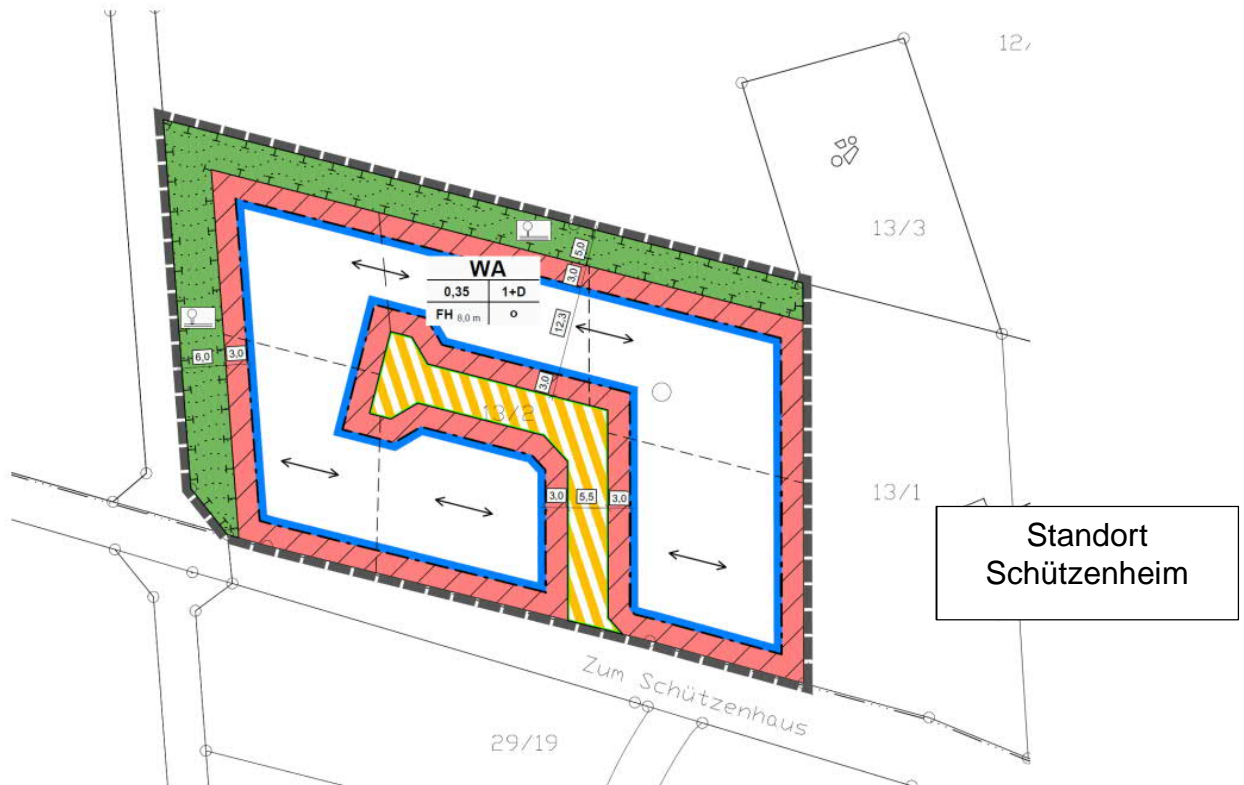 12/
13/3
5,0
3,0
WA
0,35 1+D
FH 8,0 m o
12,3
6,0
3,0
3,0
13/2
3,0
5,5
3,0
13/1
Standort
Schützenheim
Zum Schützenhaus
29/19